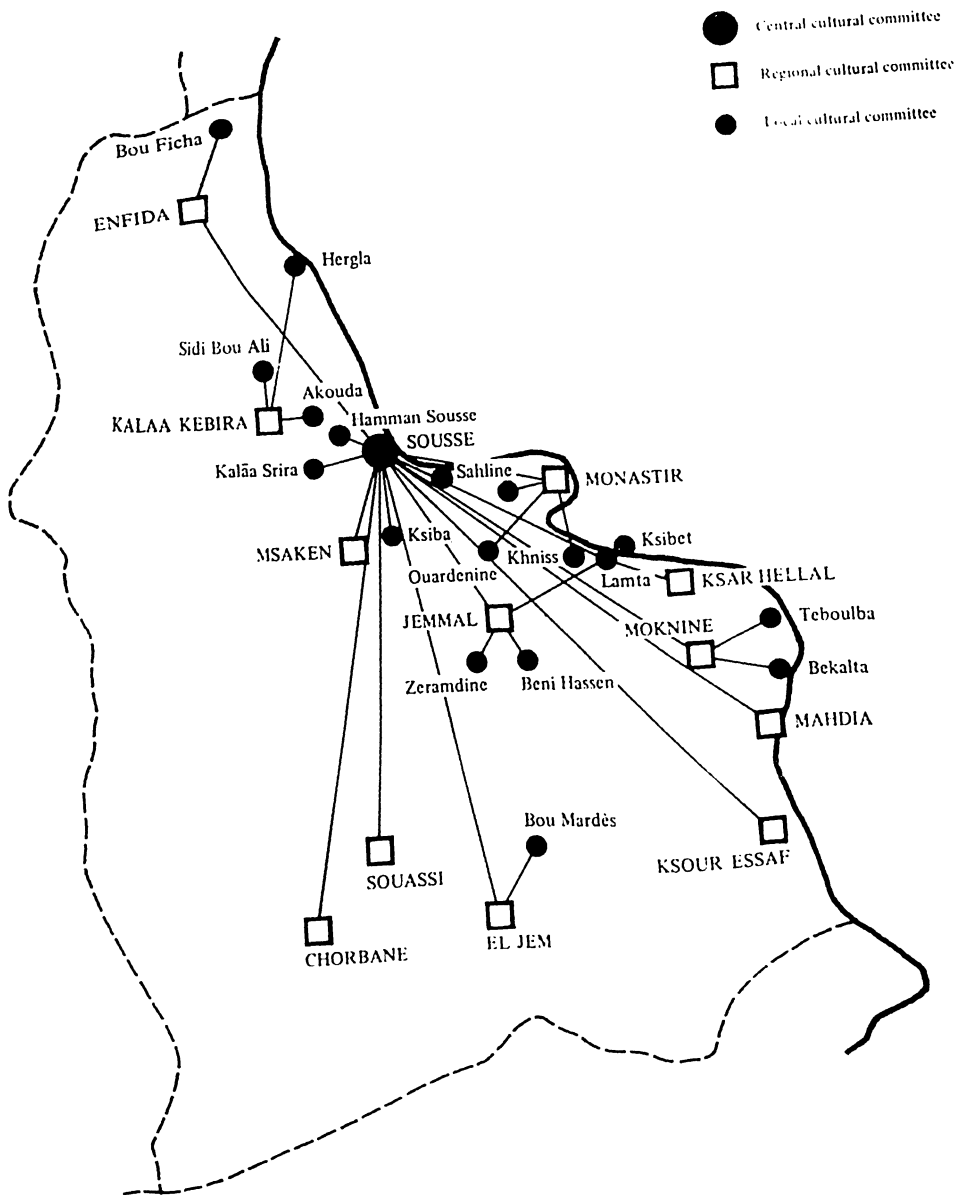 Central cultural committee
Regional cultural committee
Local cultural committee
Bou Ficha
ENFIDA
Hergla
Sidi Bou Ali
Akouda
KALAA KEBIRA
Hamman Sousse
SOUSSE
Kalãa Srira
Sahline
MONASTIR
Ksiba
MSAKEN
Ksibet
Khniss
Ouardenine
Lamta
KSAR HELLAL
JEMMAL
MOKNINE
Teboulba
Zeramdine
Beni Hassen
Bekalta
MAHDIA
Bou Mardès
KSOUR ESSAF
SOUASSI
EL JEM
CHORBANE